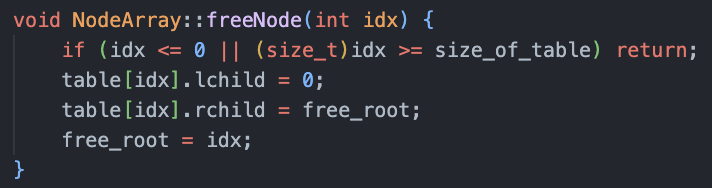 void NodeArray::freeNode(int idx) {
    if (idx <= 0 || (size_t)idx >= size_of_table) return;
    table[idx].lchild = 0;
    table[idx].rchild = free_root;
    free_root = idx;
}